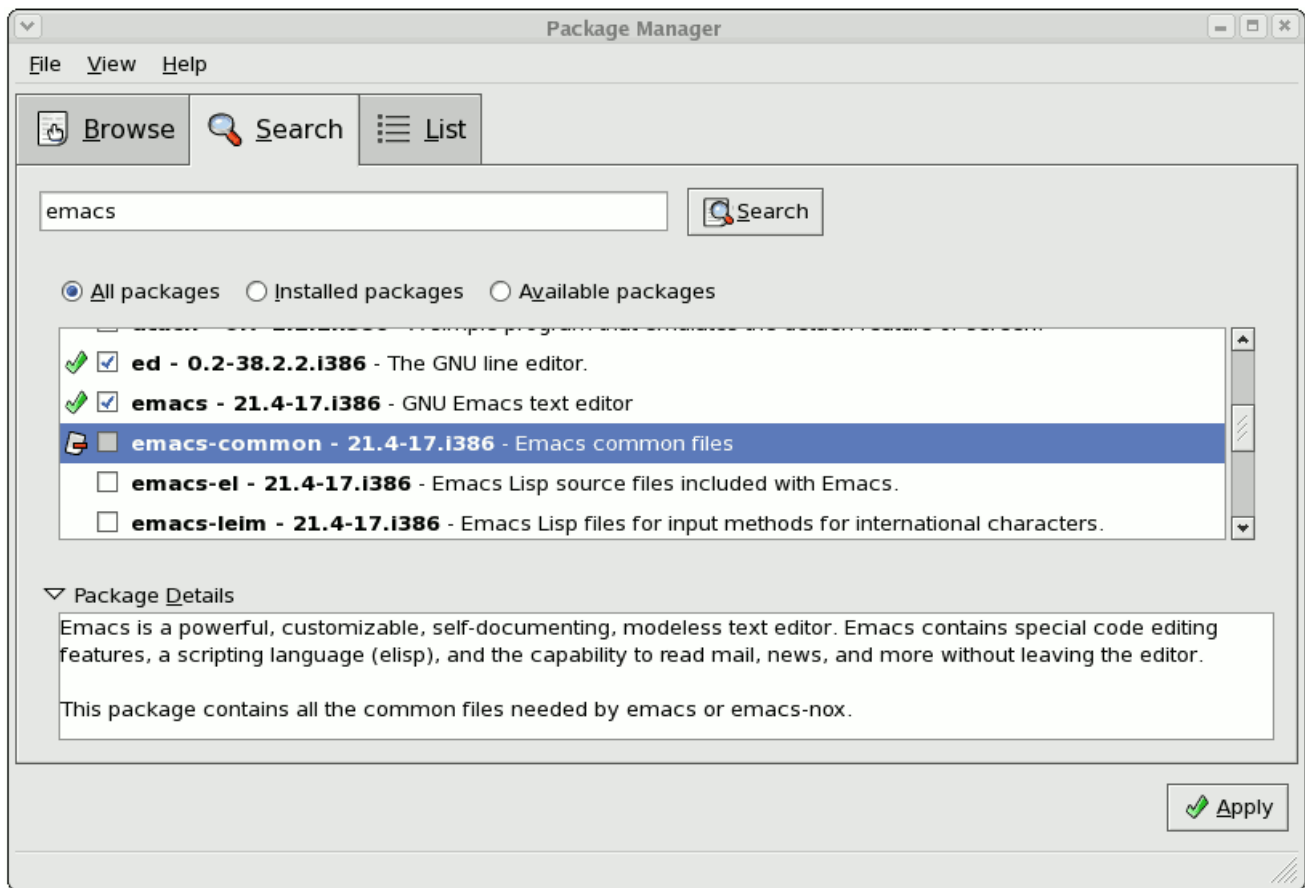 Package Manager
File View Help
Browse Search List
emacs Search
All packages Installed packages Available packages
ed - 0.2-38.2.2.i386 - The GNU line editor.
emacs - 21.4-17.i386 - GNU Emacs text editor
emacs-common - 21.4-17.i386 - Emacs common files
emacs-el - 21.4-17.i386 - Emacs Lisp source files included with Emacs.
emacs-leim - 21.4-17.i386 - Emacs Lisp files for input methods for international characters.
Package Details
Emacs is a powerful, customizable, self-documenting, modeless text editor. Emacs contains special code editing
features, a scripting language (elisp), and the capability to read mail, news, and more without leaving the editor.
This package contains all the common files needed by emacs or emacs-nox.
Apply